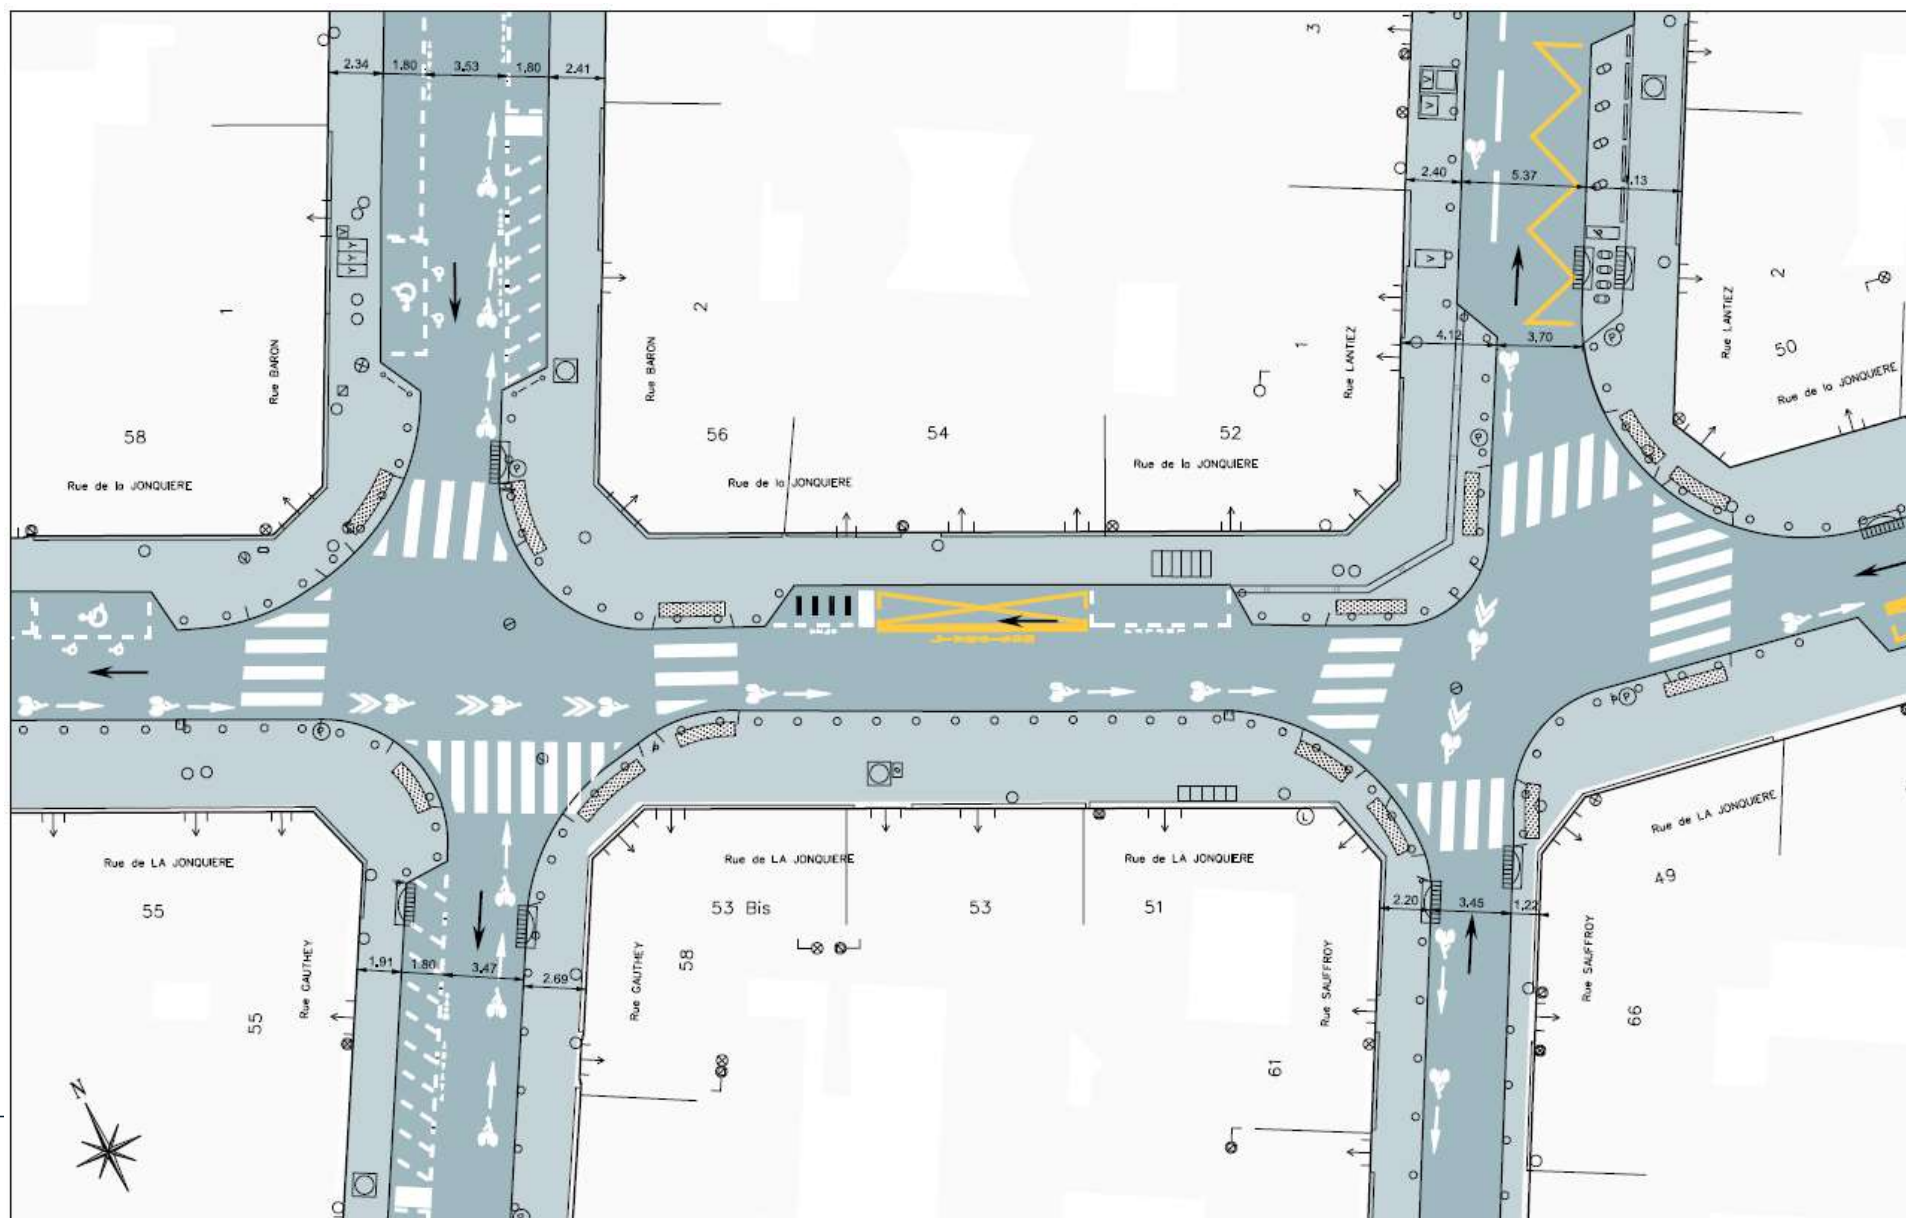 3
2.34 1.80 3.53 1.80 2.41
V
V
2.40 5.37
V
Y Y
Y Y
V
1
2
1
2
Rue BARON
Rue BARON
Rue LANTIEZ
Rue LANTIEZ
4.12 3.70
P
50
Rue de la JONQUIERE
58
56
54
52
P
P
Rue de la JONQUIERE
Rue de la JONQUIERE
Rue de la JONQUIERE
P
P
Rue de LA JONQUIERE
Rue de LA JONQUIERE
Rue de LA JONQUIERE
Rue de LA JONQUIERE
L
55
53 Bis
53
51
49
2.20 3.45 1.22
Rue GAUTHEY
Rue GAUTHEY
58
Rue SAUFFROY
Rue SAUFFROY
1.91 1.80 3.47 2.69
55
61
66
N